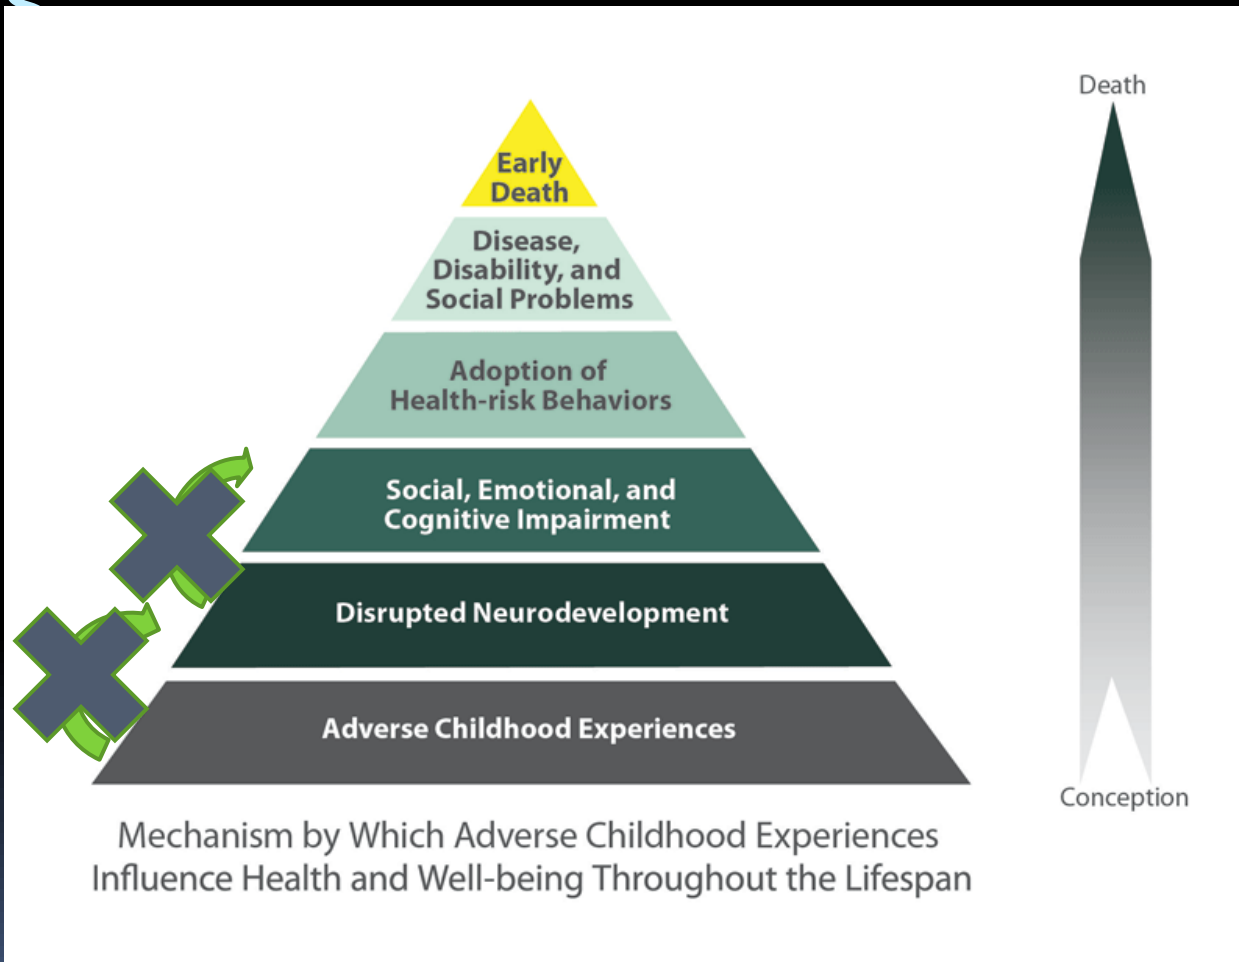 Death
Early
Death
Disease,
Disability, and
Social Problems
Adoption of
Health-risk Behaviors
Social, Emotional, and
Cognitive Impairment
Disrupted Neurodevelopment
Adverse Childhood Experiences
Conception
Mechanism by Which Adverse Childhood Experiences
Influence Health and Well-being Throughout the Lifespan